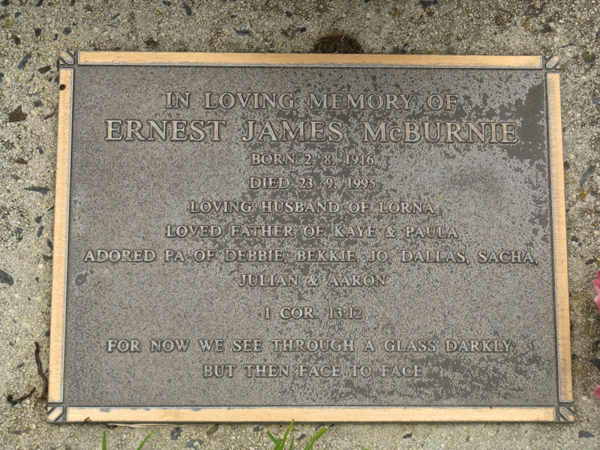 IN LOVING MEMORY OF
ERNEST JAMES McBURNIE
BORN 2. 8. 1916
DIED 23. 9. 1995
LOVING HUSBAND OF LORNA
LOVED FATHER OF KAYE & PAULA
ADORED PA OF DEBBIE, BEKKIE, JO, DALLAS, SACHA,
JULIAN & AARON
1 COR. 13:12
FOR NOW WE SEE THROUGH A GLASS DARKLY;
BUT THEN FACE TO FACE